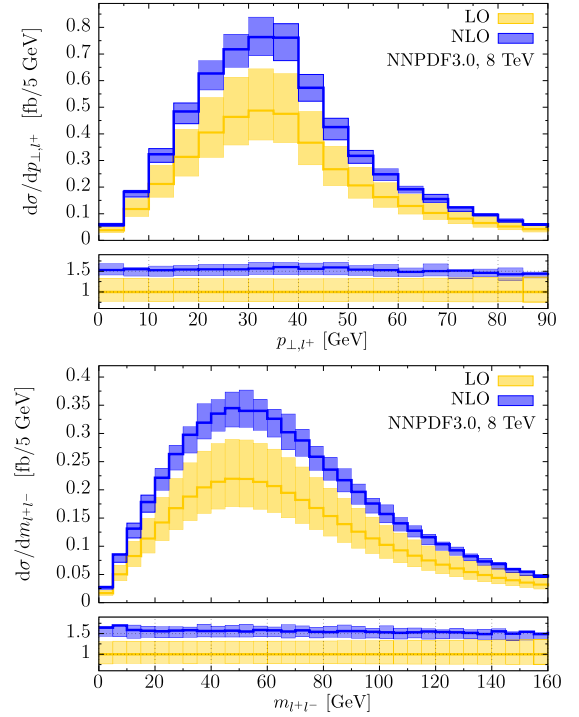 LO
NLO
NNPDF3.0, 8 TeV
dσ/dp⊥,l+ [fb/5 GeV]
0.8
0.7
0.6
0.5
0.4
0.3
0.2
0.1
0
1.5
1
0 10 20 30 40 50 60 70 80 90
p⊥,l+ [GeV]
LO
NLO
NNPDF3.0, 8 TeV
dσ/dml+l− [fb/5 GeV]
0.4
0.35
0.3
0.25
0.2
0.15
0.1
0.05
0
1.5
1
0 20 40 60 80 100 120 140 160
ml+l− [GeV]